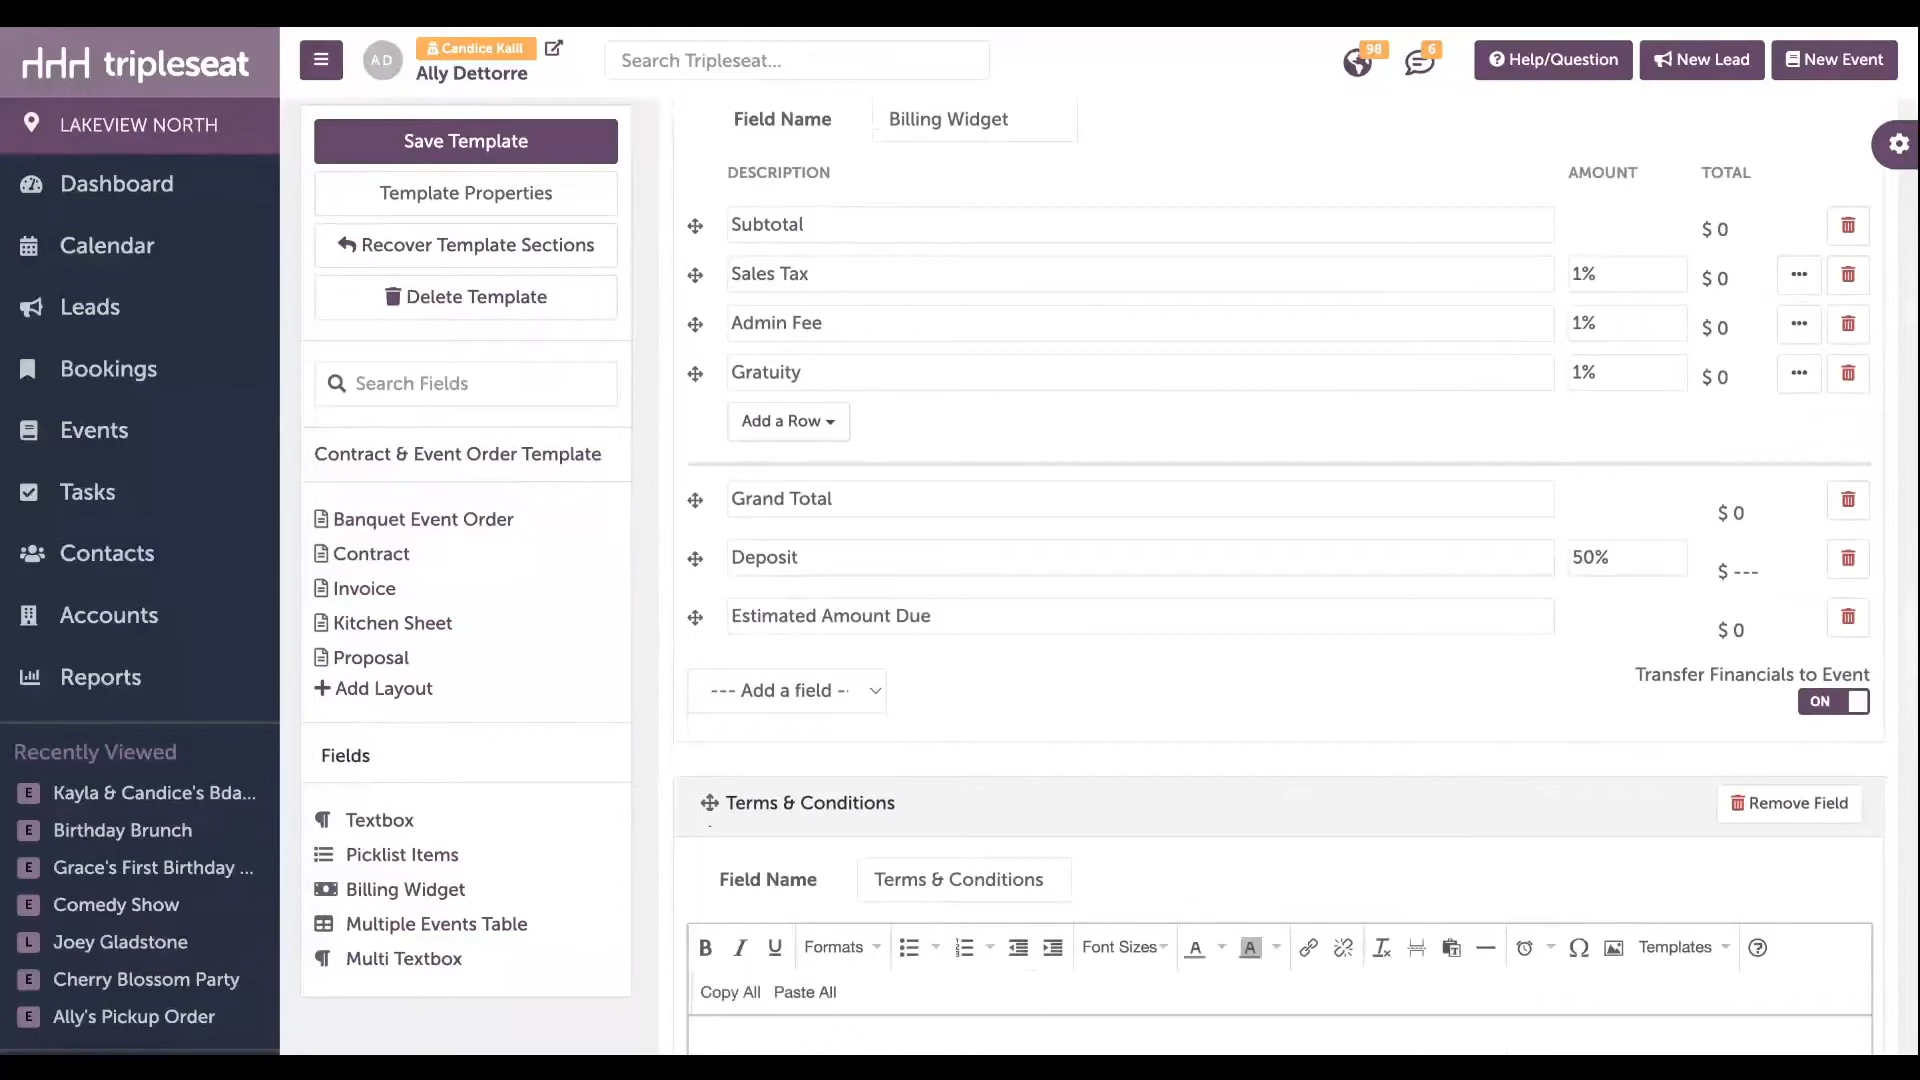 tripleseat
LAKEVIEW NORTH
Dashboard
Calendar
Leads
Bookings
Events
Tasks
Contacts
Accounts
Reports
Recently Viewed
E Kayla & Candice's Bda...
E Birthday Brunch
E Grace's First Birthday ...
E Comedy Show
L Joey Gladstone
E Cherry Blossom Party
E Ally's Pickup Order
AD
Candice Kalil
Ally Dettorre
Search Tripleseat...
98
6
Help/Question
New Lead
New Event
Save Template
Template Properties
Recover Template Sections
Delete Template
Search Fields
Contract & Event Order Template
Banquet Event Order
Contract
Invoice
Kitchen Sheet
Proposal
Add Layout
Fields
Textbox
Picklist Items
Billing Widget
Multiple Events Table
Multi Textbox
Field Name Billing Widget
DESCRIPTION AMOUNT TOTAL
Subtotal $ 0
Sales Tax 1% $ 0 •••
Admin Fee 1% $ 0 •••
Gratuity 1% $ 0 •••
Add a Row
Grand Total $ 0
Deposit 50% $ ---
Estimated Amount Due $ 0
--- Add a field -
Transfer Financials to Event
ON
Terms & Conditions
Remove Field
Field Name Terms & Conditions
B I U Formats Font Sizes A A Ω Templates
Copy All Paste All